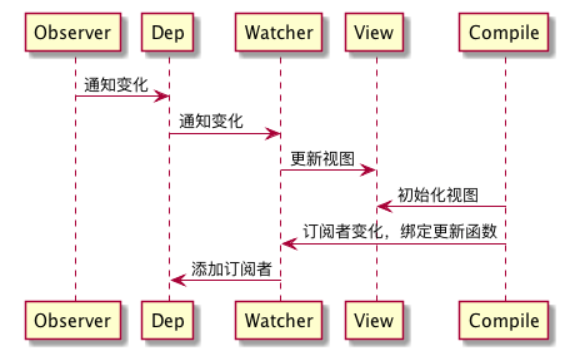 Observer Dep Watcher View Compile
通知变化
通知变化
更新视图
初始化视图
订阅者变化，绑定更新函数
添加订阅者
Observer Dep Watcher View Compile